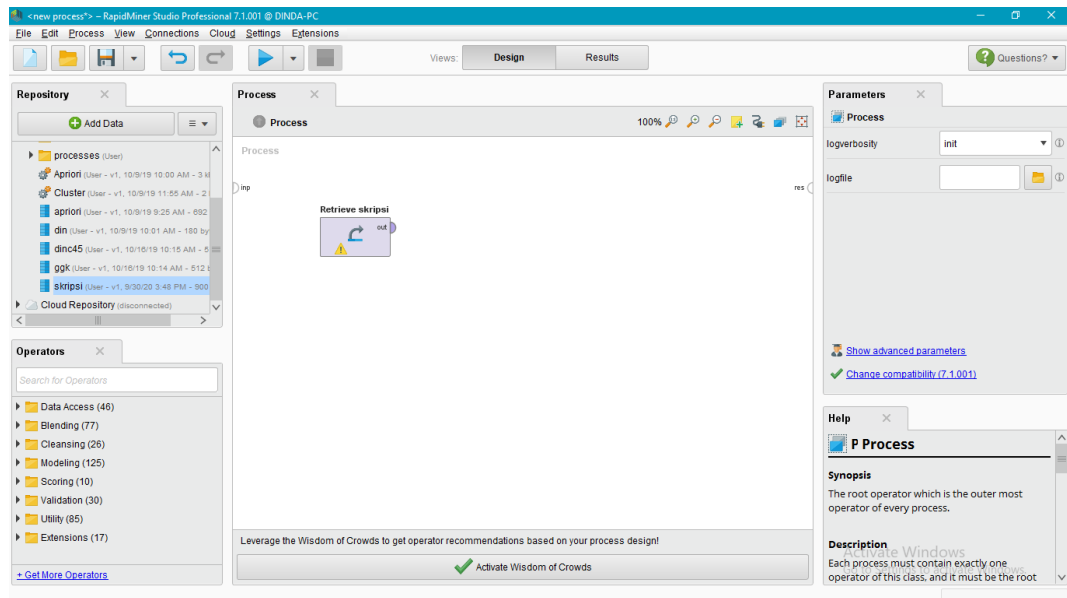 <new process*> – RapidMiner Studio Professional 7.1.001 @ DINDA-PC
File Edit Process View Connections Cloud Settings Extensions
Views: Design Results Questions?
Repository
Add Data
processes (User)
Apriori (User - v1, 10/9/19 10:00 AM - 3
Cluster (User - v1, 10/9/19 11:55 AM - 2
apriori (User - v1, 10/9/19 9:25 AM - 692
din (User - v1, 10/9/19 10:01 AM - 180 by
dinc45 (User - v1, 10/16/19 10:15 AM - 5
ggk (User - v1, 10/16/19 10:14 AM - 512
skripsi (User - v1, 9/30/20 3:48 PM - 900
Cloud Repository (disconnected)
Operators
Search for Operators
Data Access (46)
Blending (77)
Cleansing (26)
Modeling (125)
Scoring (10)
Validation (30)
Utility (85)
Extensions (17)
+ Get More Operators
Process
Process 100%
Process
inp res
Retrieve skripsi
out
Leverage the Wisdom of Crowds to get operator recommendations based on your process design!
Activate Wisdom of Crowds
Parameters
Process
logverbosity init
logfile
Show advanced parameters
Change compatibility (7.1.001)
Help
P Process
Synopsis
The root operator which is the outer most
operator of every process.
Description
Each process must contain exactly one
operator of this class, and it must be the root
Activate Windows
Go to Settings to activate Windows.